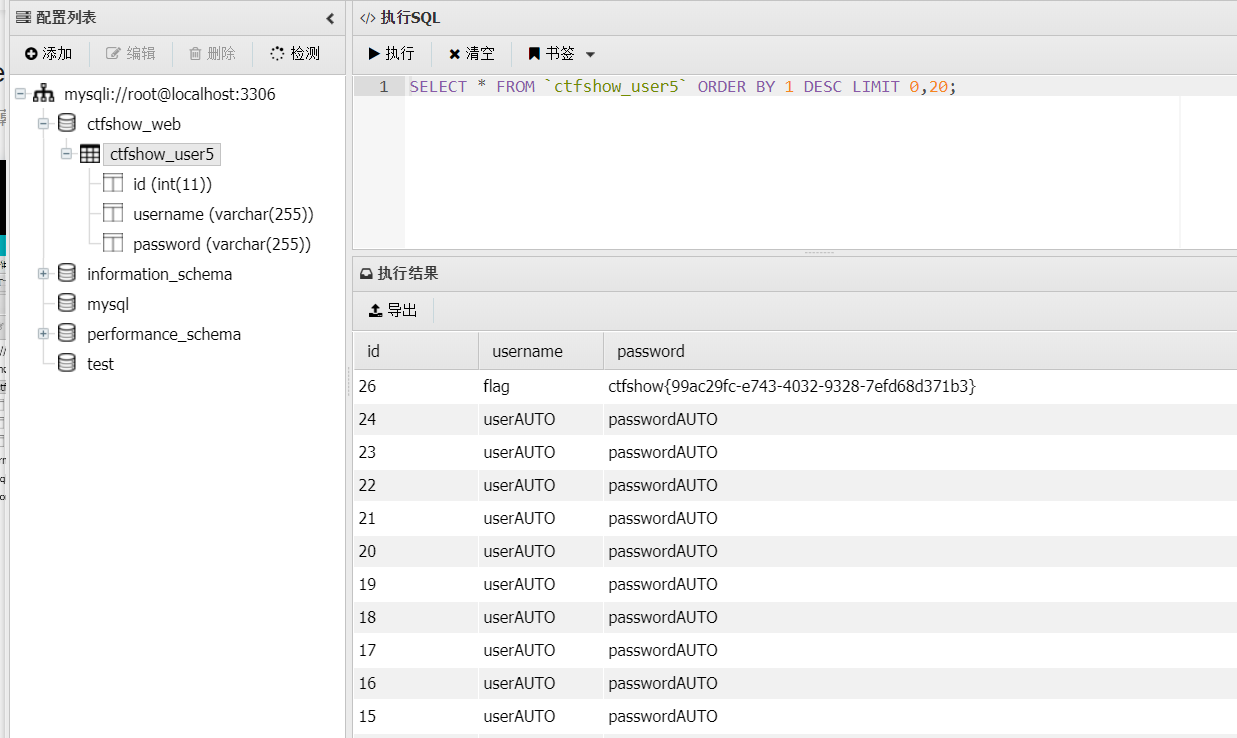 配置列表
添加 编辑 删除 检测
mysqli://root@localhost:3306
ctfshow_web
ctfshow_user5
id (int(11))
username (varchar(255))
password (varchar(255))
information_schema
mysql
performance_schema
test
</> 执行SQL
执行 清空 书签
1 SELECT * FROM `ctfshow_user5` ORDER BY 1 DESC LIMIT 0,20;
执行结果
导出
id username password
26 flag ctfshow{99ac29fc-e743-4032-9328-7efd68d371b3}
24 userAUTO passwordAUTO
23 userAUTO passwordAUTO
22 userAUTO passwordAUTO
21 userAUTO passwordAUTO
20 userAUTO passwordAUTO
19 userAUTO passwordAUTO
18 userAUTO passwordAUTO
17 userAUTO passwordAUTO
16 userAUTO passwordAUTO
15 userAUTO passwordAUTO